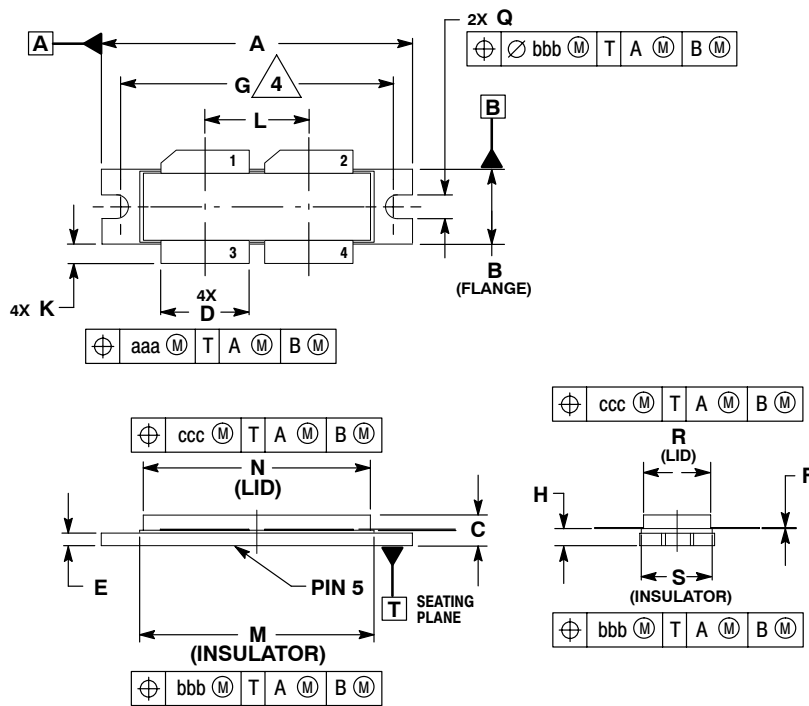 A
A
2X Q
⌖ ∅ bbb Ⓜ T A Ⓜ B Ⓜ
G 4
L
B
1
2
3
4
B
(FLANGE)
4X K
4X
D
⌖ aaa Ⓜ T A Ⓜ B Ⓜ
⌖ ccc Ⓜ T A Ⓜ B Ⓜ
N
(LID)
C
E
PIN 5
T SEATING
PLANE
M
(INSULATOR)
⌖ bbb Ⓜ T A Ⓜ B Ⓜ
⌖ ccc Ⓜ T A Ⓜ B Ⓜ
R
(LID)
H
F
S
(INSULATOR)
⌖ bbb Ⓜ T A Ⓜ B Ⓜ